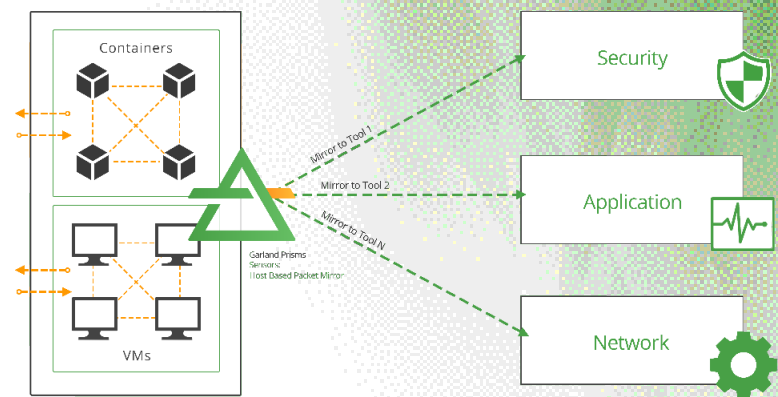 Containers
Security
Mirror to Tool 1
Mirror to Tool 2
Application
Mirror to Tool N
Garland Prisms
Sensors:
Host Based Packet Mirror
Network
VMs